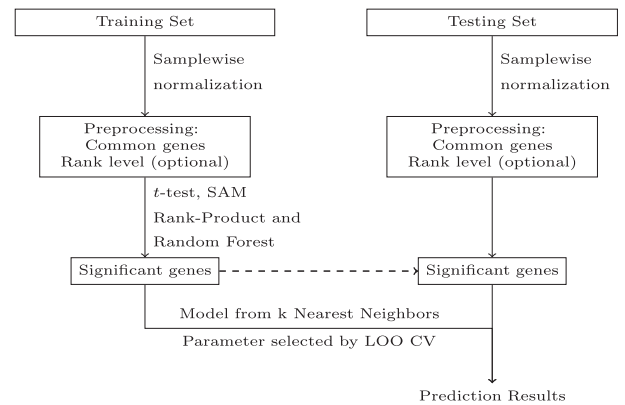 Training Set
Testing Set
Samplewise
normalization
Samplewise
normalization
Preprocessing:
Common genes
Rank level (optional)
Preprocessing:
Common genes
Rank level (optional)
t-test, SAM
Rank-Product and
Random Forest
Significant genes
Significant genes
Model from k Nearest Neighbors
Parameter selected by LOO CV
Prediction Results